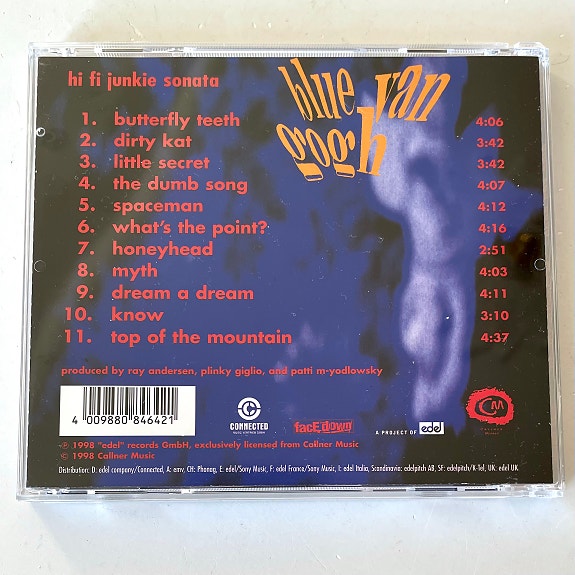 hi fi junkie sonata
blue van
gogh
1. butterfly teeth 4:06
2. dirty kat 3:42
3. little secret 3:42
4. the dumb song 4:07
5. spaceman 4:12
6. what's the point? 4:16
7. honeyhead 2:51
8. myth 4:03
9. dream a dream 4:11
10. know 3:10
11. top of the mountain 4:37
produced by ray andersen, plinky giglio, and patti m-yodlowsky
4 009880 846421
CONNECTED
facedown
A PROJECT OF edel
CM
℗ 1998 "edel" records GmbH, exclusively licensed from Callner Music
© 1998 Callner Music
Distribution: D: edel company/Connected, A: emv, CH: Phonag, E: edel/Sony Music, F: edel France/Sony Music, I: edel Italia, Scandinavia: edelpitch AB, SF: edelpitch/K-Tel, UK: edel UK